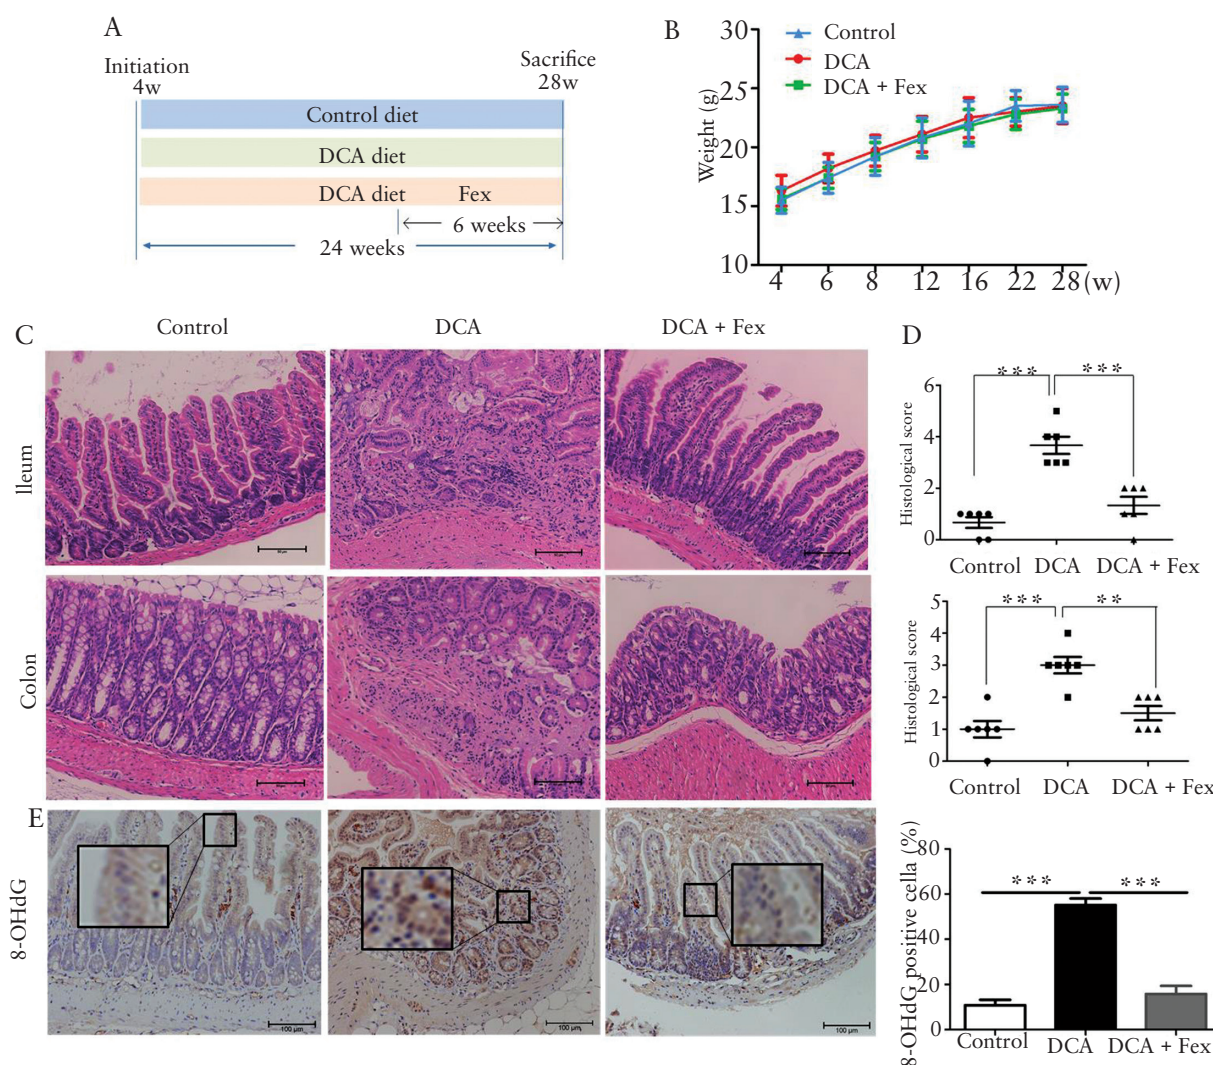 A
Initiation
4w
Sacrifice
28w
Control diet
DCA diet
DCA diet Fex
6 weeks
24 weeks
B
Control
DCA
DCA + Fex
Weight (g)
30
25
20
15
10
4 6 8 12 16 22 28 (w)
C
Control DCA DCA + Fex
Ileum
Colon
D
*** ***
Histological score
6
4
2
0
Control DCA DCA + Fex
*** **
Histological score
5
4
3
2
1
0
Control DCA DCA + Fex
E
8-OHdG
100 μm
100 μm
100 μm
8-OHdG positive cella (%)
80
60
40
20
0
*** ***
Control DCA DCA + Fex